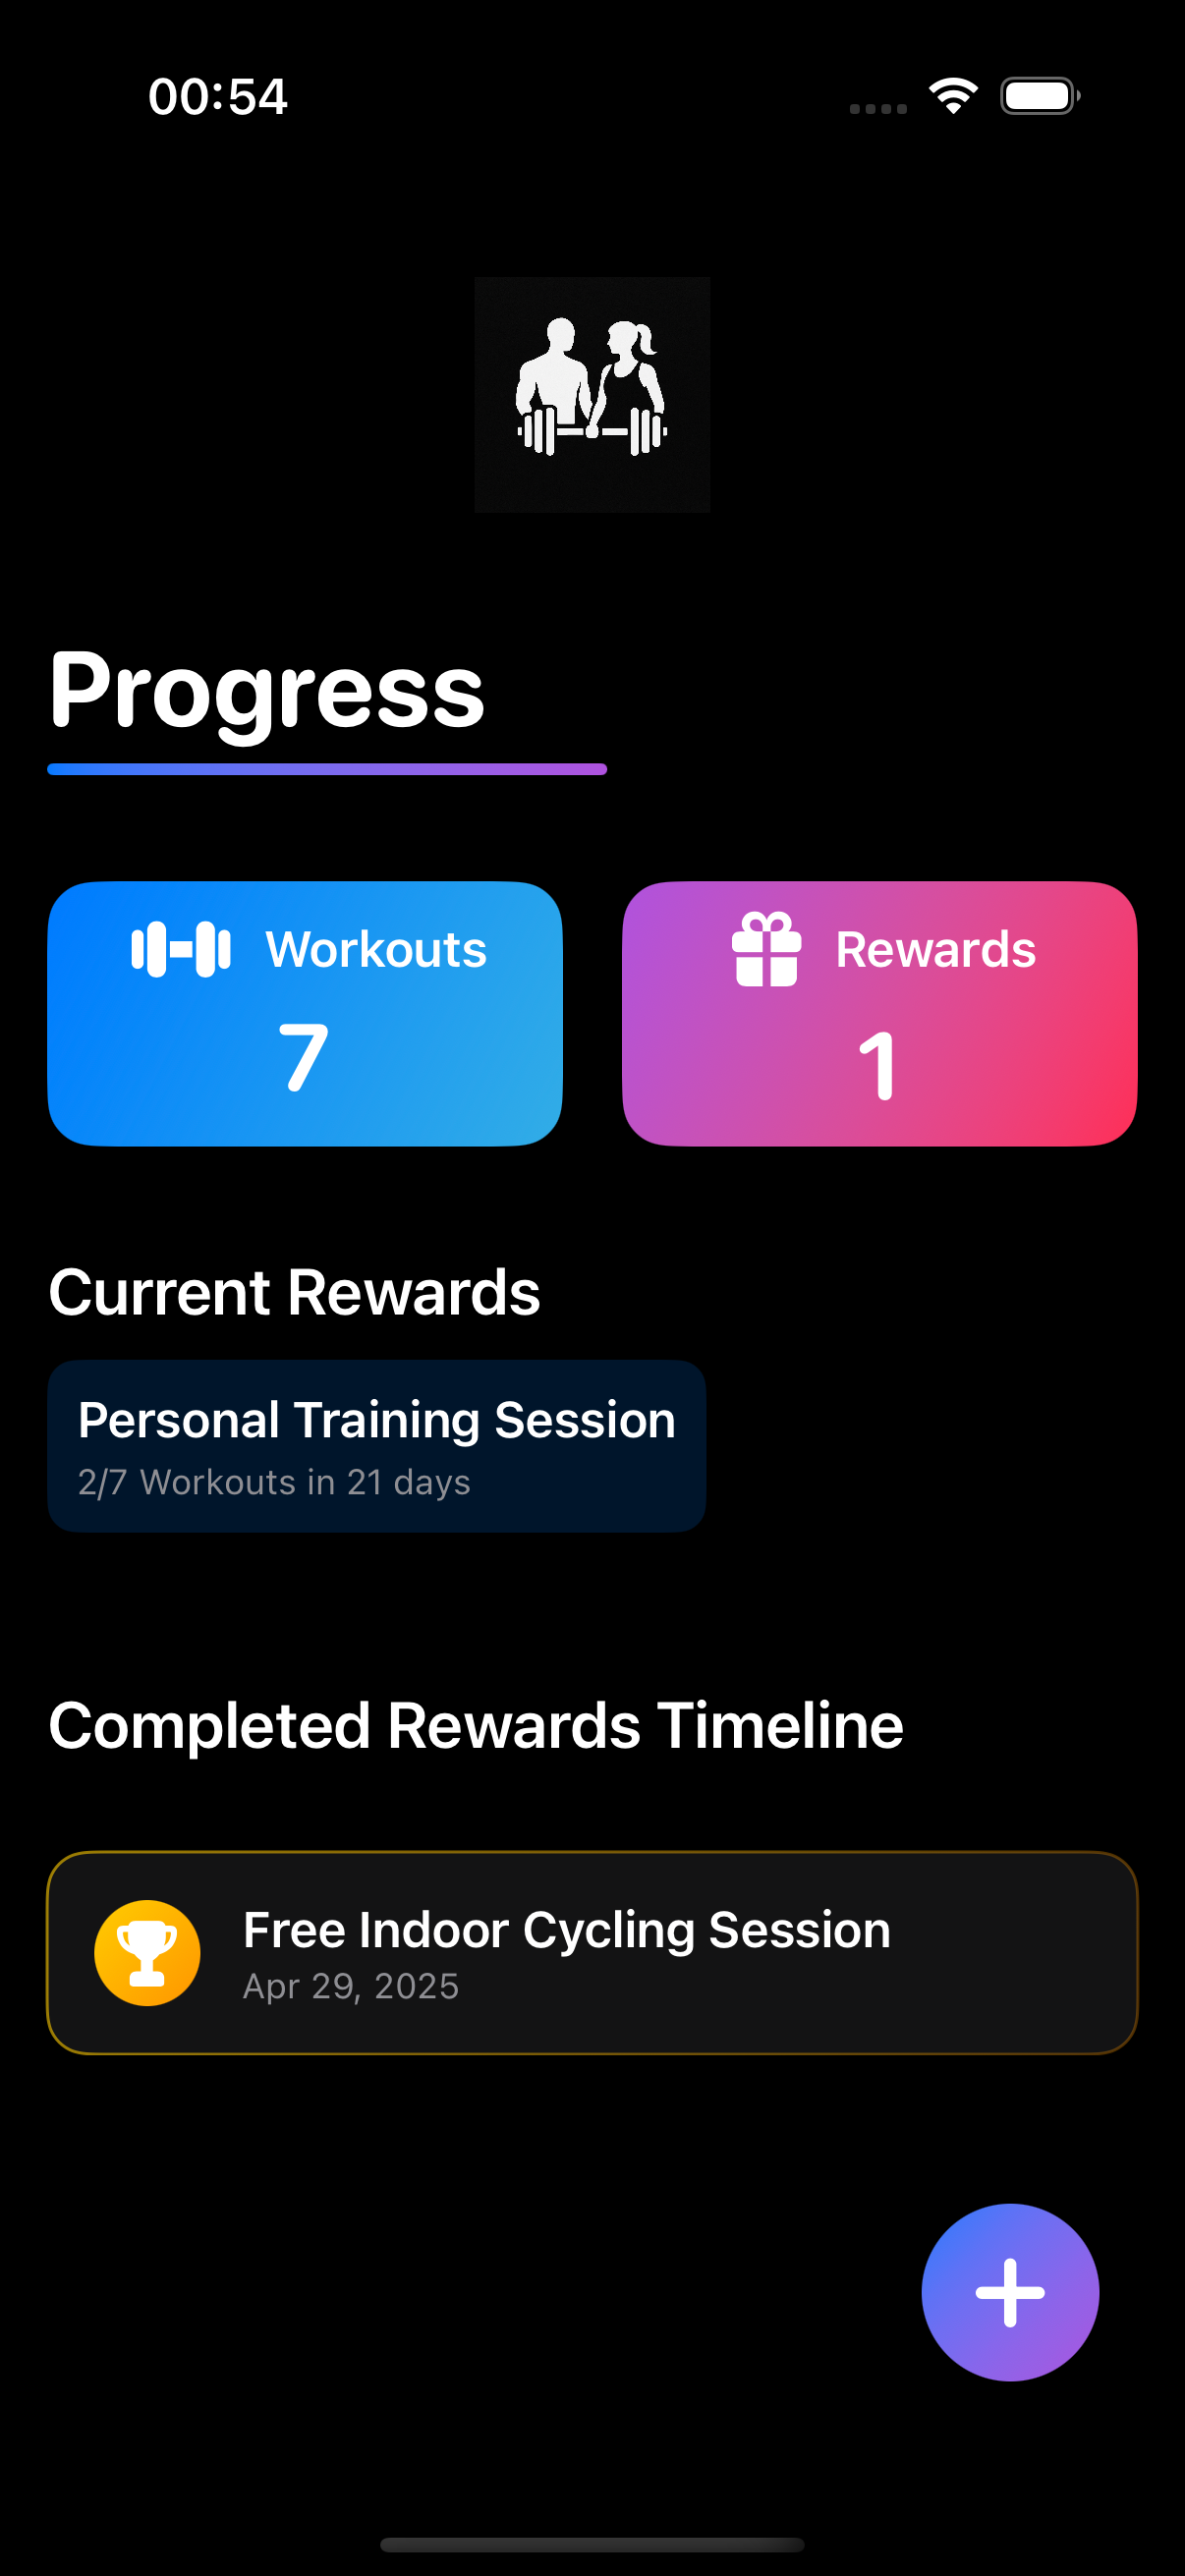 00:54
Progress
Workouts
7
Rewards
1
Current Rewards
Personal Training Session
2/7 Workouts in 21 days
Completed Rewards Timeline
Free Indoor Cycling Session
Apr 29, 2025